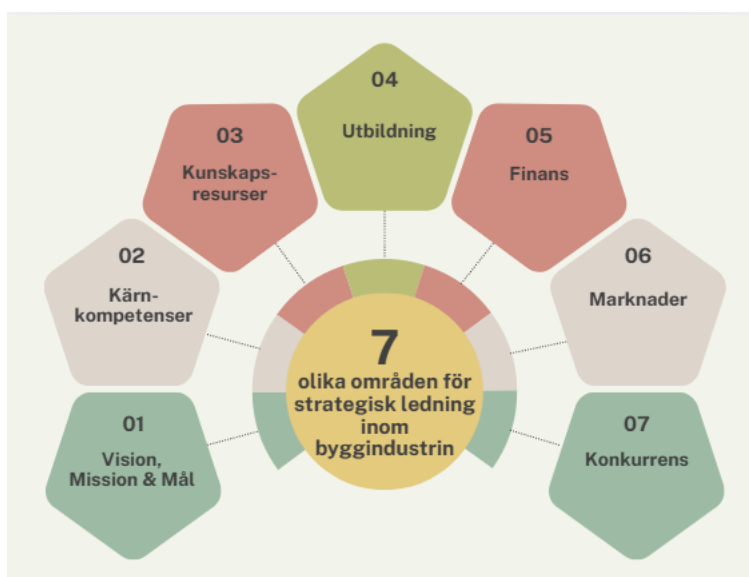 01
Vision,
Mission & Mål
02
Kärn-
kompetenser
03
Kunskaps-
resurser
04
Utbildning
05
Finans
06
Marknader
07
Konkurrens
7
olika områden för
strategisk ledning
inom
byggindustrin